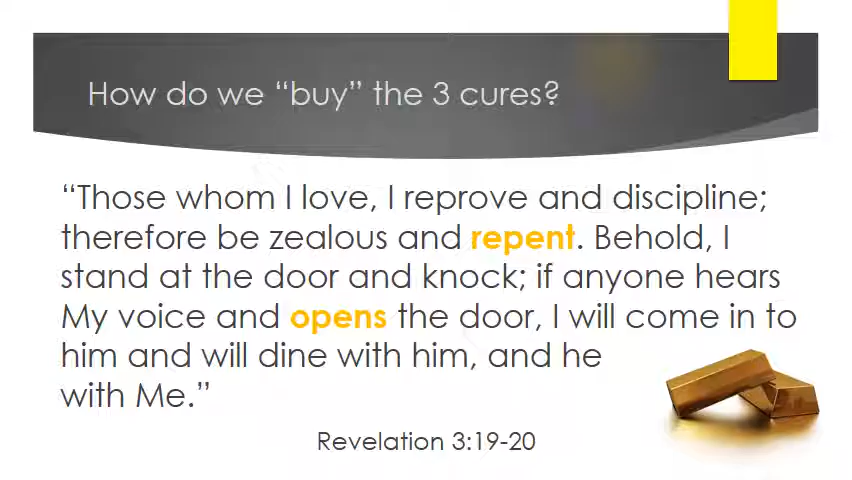 How do we “buy” the 3 cures?
“Those whom I love, I reprove and discipline;
therefore be zealous and repent. Behold, I
stand at the door and knock; if anyone hears
My voice and opens the door, I will come in to
him and will dine with him, and he
with Me.”
Revelation 3:19-20